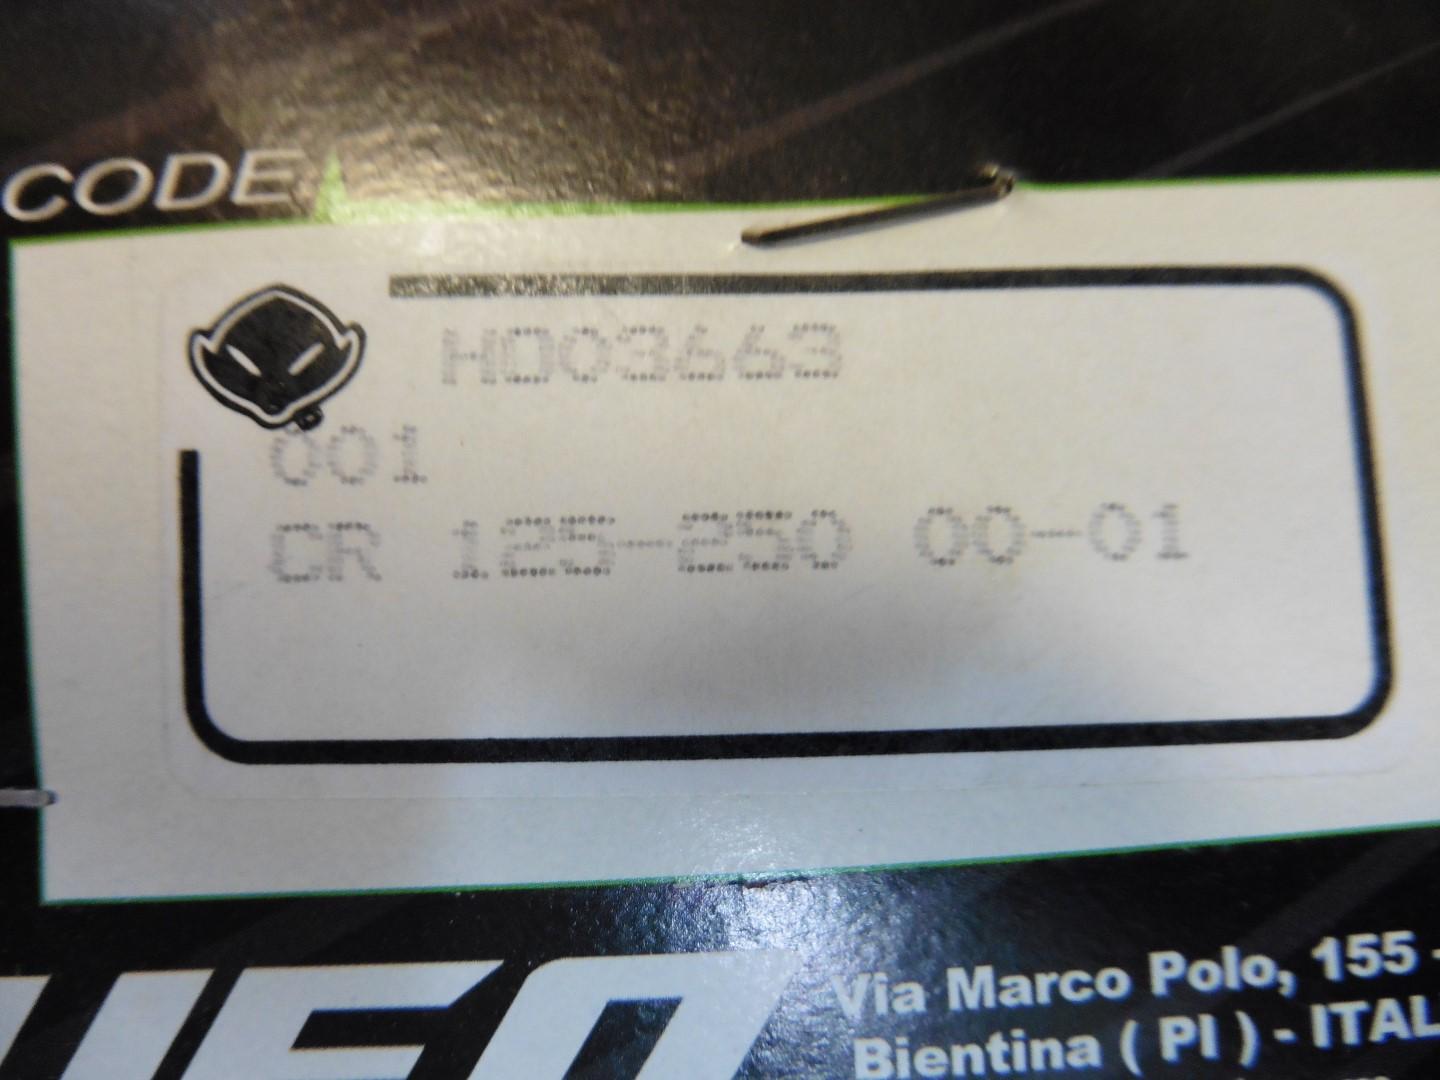 CODE
HO03663
001
CR 125-250 00-01
UFO
Via Marco Polo, 155 -
Bientina ( PI ) - ITAL